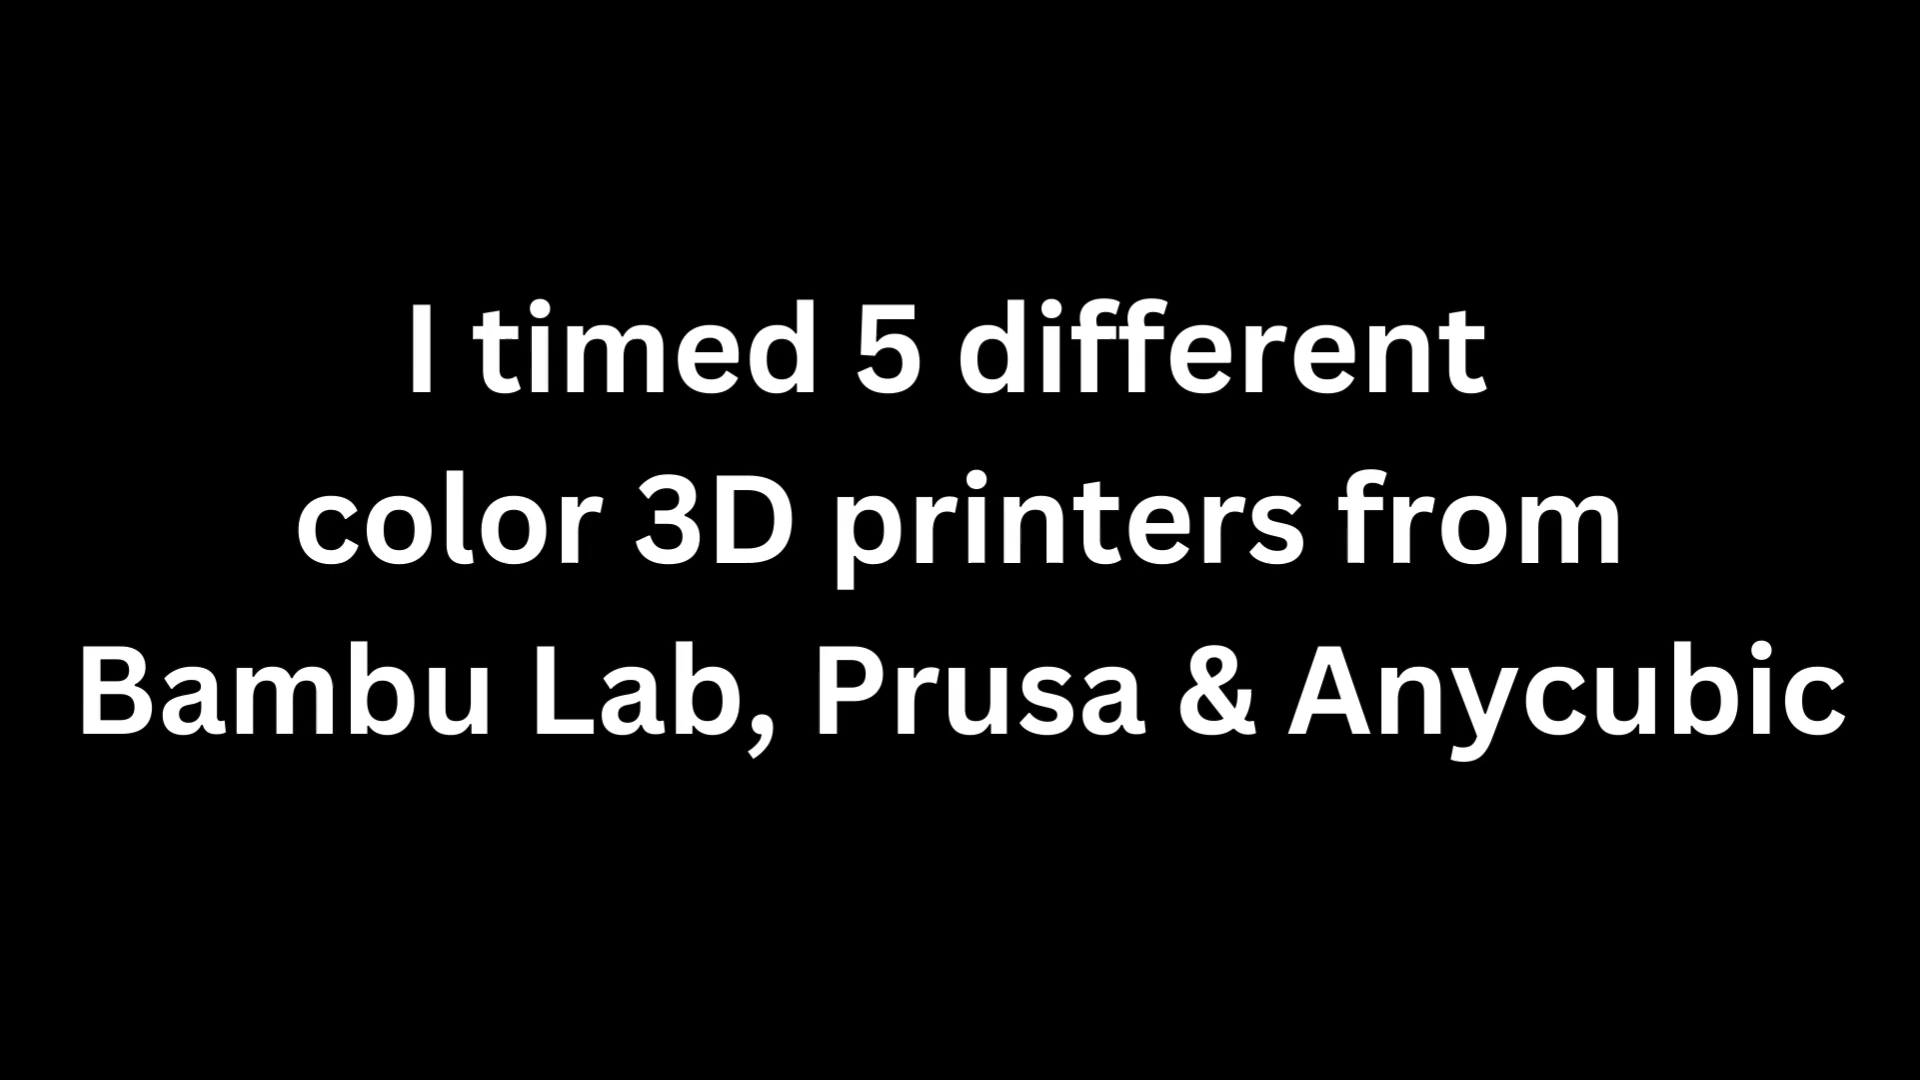 I timed 5 different
color 3D printers from
Bambu Lab, Prusa & Anycubic